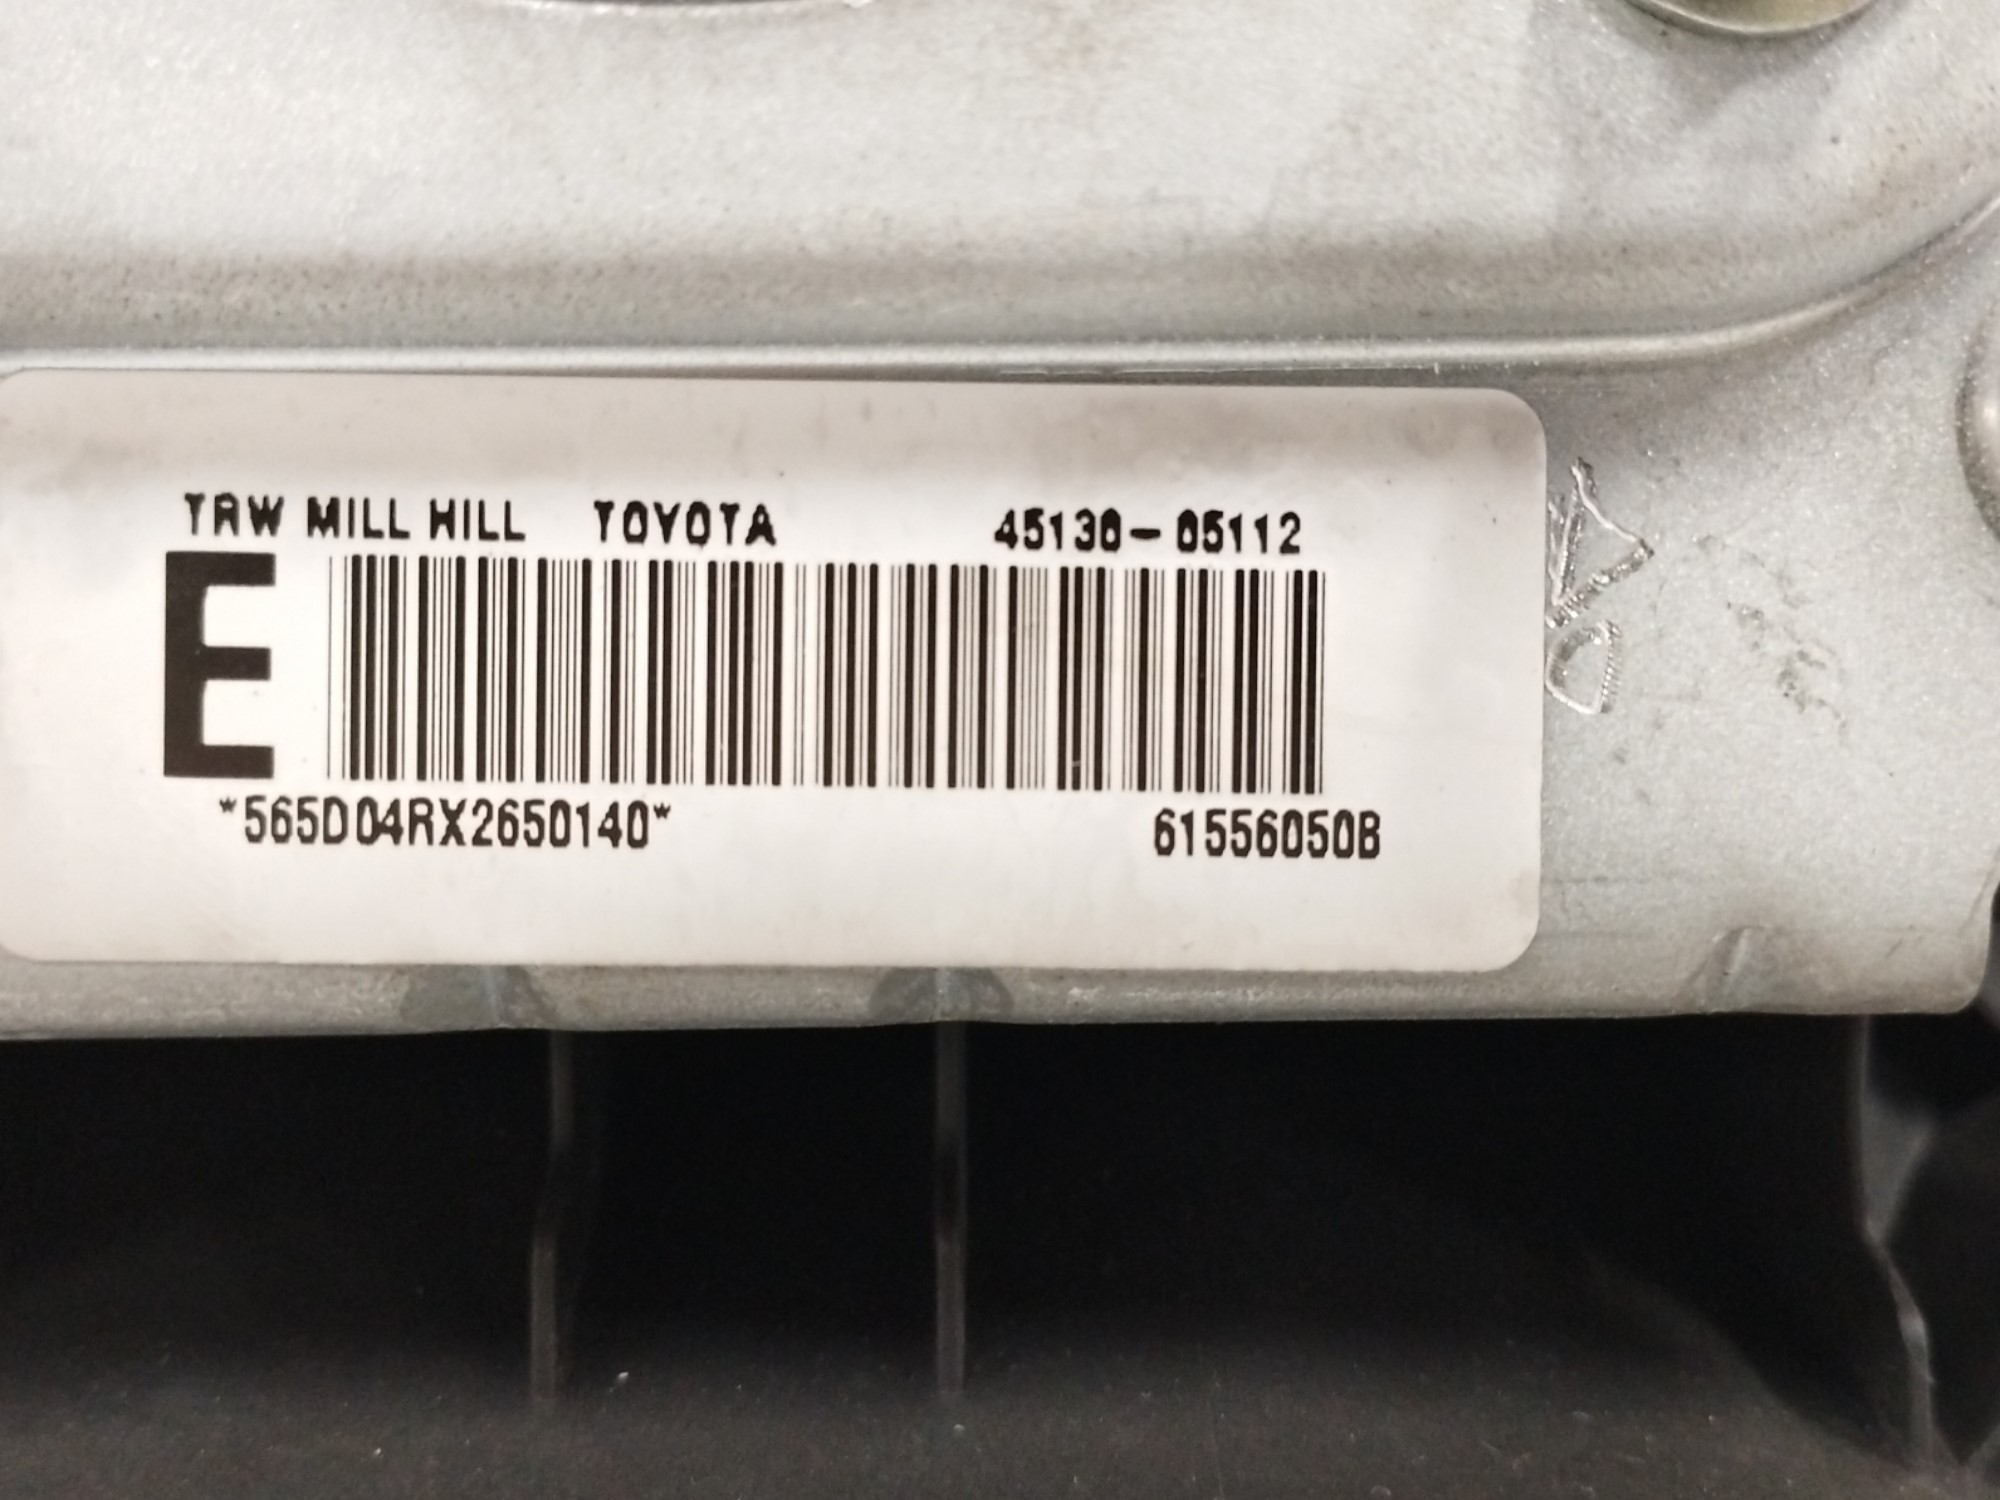 TRW MILL HILL TOYOTA 45130-05112
E
*565D04RX2650140* 61556050B